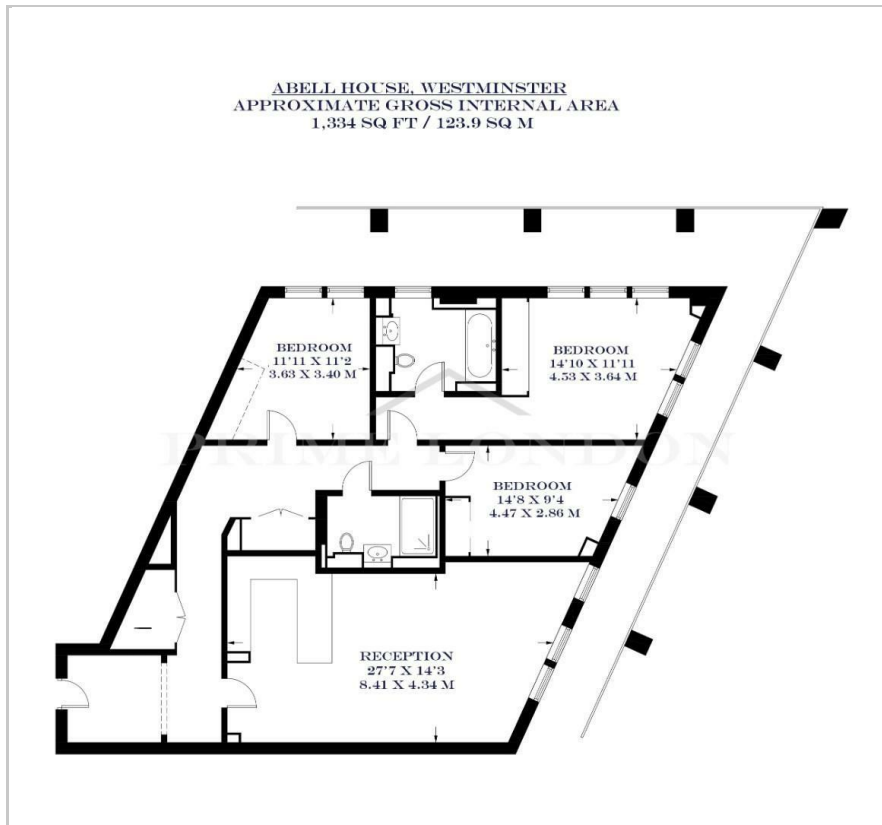 ABELL HOUSE, WESTMINSTER
APPROXIMATE GROSS INTERNAL AREA
1,334 SQ FT / 123.9 SQ M
BEDROOM
11'11 X 11'2
3.63 X 3.40 M
BEDROOM
14'10 X 11'11
4.53 X 3.64 M
PRIME LONDON
BEDROOM
14'8 X 9'4
4.47 X 2.86 M
RECEPTION
27'7 X 14'3
8.41 X 4.34 M